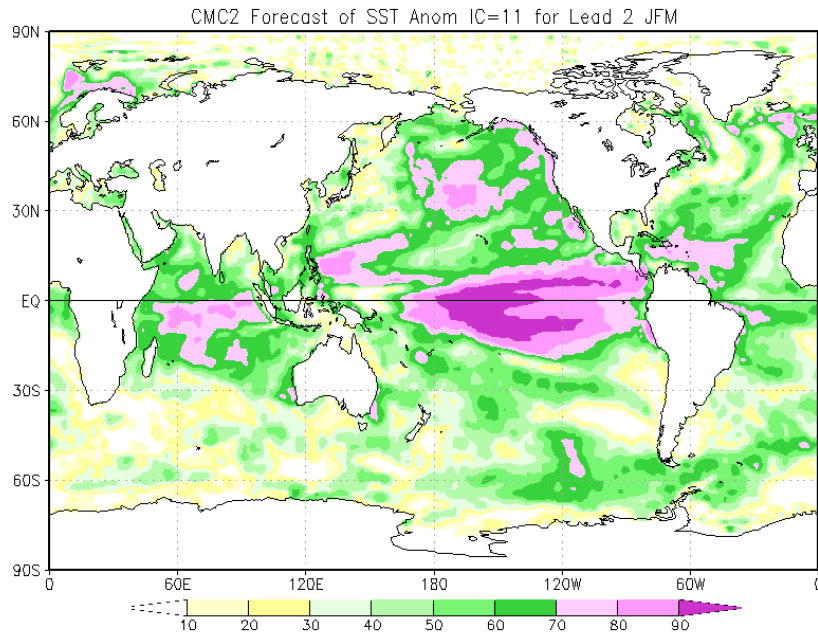 CMC2 Forecast of SST Anom IC=11 for Lead 2 JFM
90N
60N
30N
EQ
30S
60S
90S
0 60E 120E 180 120W 60W 0
10 20 30 40 50 60 70 80 90